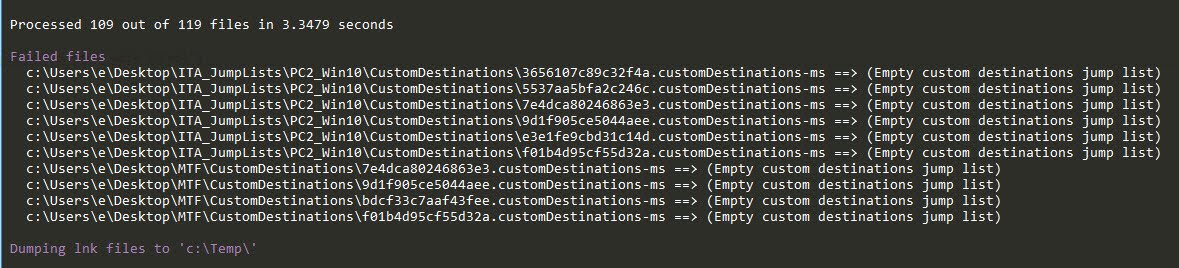 Processed 109 out of 119 files in 3.3479 seconds
Failed files
c:\Users\e\Desktop\ITA_JumpLists\PC2_Win10\CustomDestinations\3656107c89c32f4a.customDestinations-ms ==> (Empty custom destinations jump list)
c:\Users\e\Desktop\ITA_JumpLists\PC2_Win10\CustomDestinations\5537aa5bfa2c246c.customDestinations-ms ==> (Empty custom destinations jump list)
c:\Users\e\Desktop\ITA_JumpLists\PC2_Win10\CustomDestinations\7e4dca80246863e3.customDestinations-ms ==> (Empty custom destinations jump list)
c:\Users\e\Desktop\ITA_JumpLists\PC2_Win10\CustomDestinations\9d1f905ce5044aee.customDestinations-ms ==> (Empty custom destinations jump list)
c:\Users\e\Desktop\ITA_JumpLists\PC2_Win10\CustomDestinations\e3e1fe9cbd31c14d.customDestinations-ms ==> (Empty custom destinations jump list)
c:\Users\e\Desktop\ITA_JumpLists\PC2_Win10\CustomDestinations\f01b4d95cf55d32a.customDestinations-ms ==> (Empty custom destinations jump list)
c:\Users\e\Desktop\MTF\CustomDestinations\7e4dca80246863e3.customDestinations-ms ==> (Empty custom destinations jump list)
c:\Users\e\Desktop\MTF\CustomDestinations\9d1f905ce5044aee.customDestinations-ms ==> (Empty custom destinations jump list)
c:\Users\e\Desktop\MTF\CustomDestinations\bdcf33c7aaf43fee.customDestinations-ms ==> (Empty custom destinations jump list)
c:\Users\e\Desktop\MTF\CustomDestinations\f01b4d95cf55d32a.customDestinations-ms ==> (Empty custom destinations jump list)
Dumping lnk files to 'c:\Temp\'